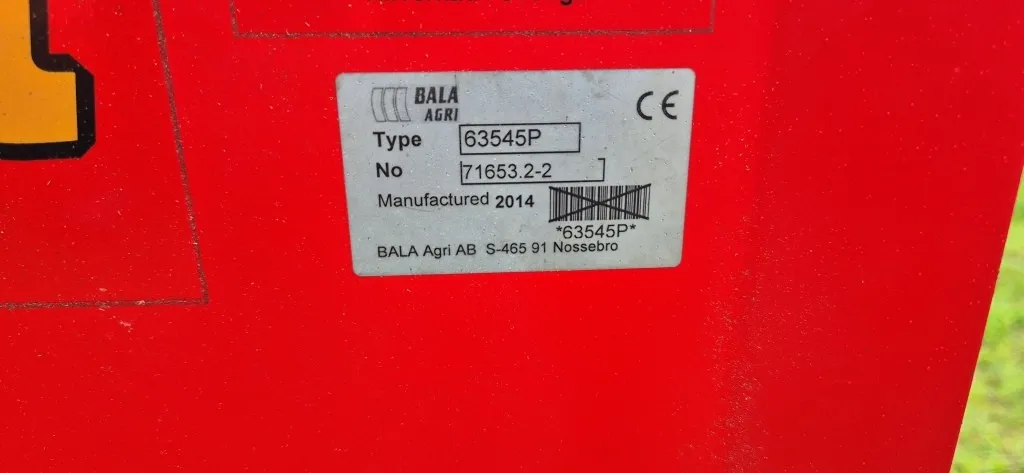 BALA
AGRI
CE
Type 63545P
No 71653.2-2
Manufactured 2014
*63545P*
BALA Agri AB S-465 91 Nossebro